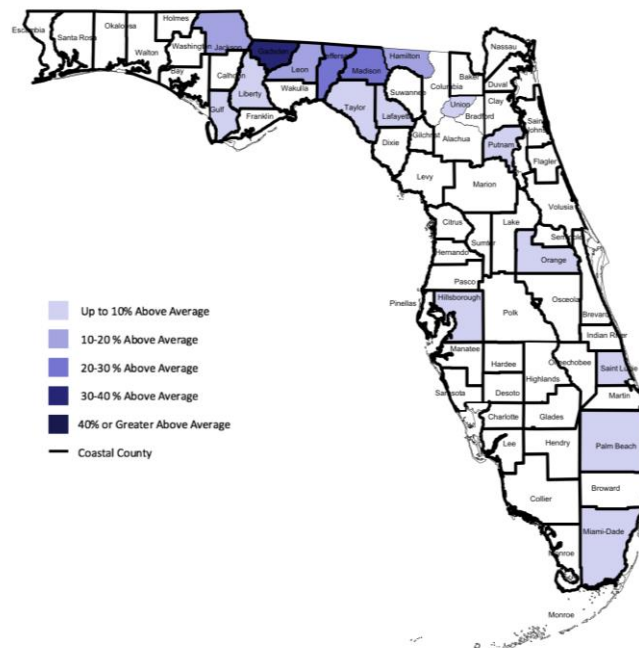 Holmes
Escambia
Santa Rosa
Okaloosa
Walton
Washington
Jackson
Bay
Calhoun
Gulf
Liberty
Gadsden
Franklin
Leon
Wakulla
Jefferson
Madison
Taylor
Hamilton
Suwannee
Lafayette
Dixie
Columbia
Gilchrist
Baker
Union
Bradford
Alachua
Nassau
Duval
Clay
Saint
Johns
Putnam
Flagler
Levy
Marion
Volusia
Citrus
Sumter
Lake
Seminole
Hernando
Orange
Pasco
Pinellas
Hillsborough
Polk
Osceola
Brevard
Indian River
Manatee
Hardee
Okeechobee
Highlands
Saint Lucie
Sarasota
Desoto
Martin
Charlotte
Glades
Lee
Hendry
Palm Beach
Collier
Broward
Miami-Dade
Monroe
Monroe
Up to 10% Above Average
10-20 % Above Average
20-30 % Above Average
30-40 % Above Average
40% or Greater Above Average
Coastal County